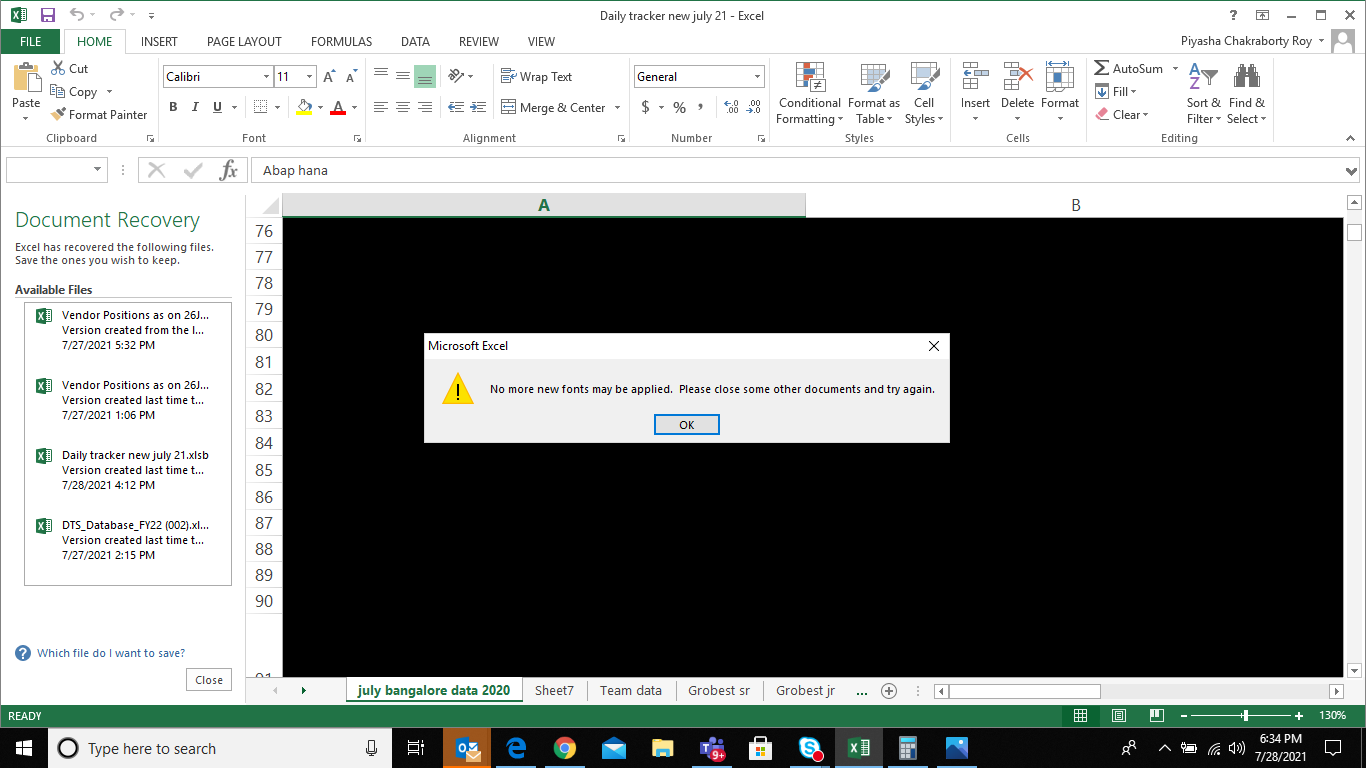 Daily tracker new july 21 - Excel
?
FILE HOME INSERT PAGE LAYOUT FORMULAS DATA REVIEW VIEW
Piyasha Chakraborty Roy
Paste
Cut
Copy
Format Painter
Clipboard
Calibri 11 A A
B I U A
Font
Wrap Text
Merge & Center
Alignment
General
$ % , .0 .00 .00 .0
Number
Conditional Formatting
Format as Table
Cell Styles
Styles
Insert Delete Format
Cells
AutoSum
Fill
Clear
Sort & Filter
Find & Select
Editing
fx Abap hana
Document Recovery
Excel has recovered the following files.
Save the ones you wish to keep.
Available Files
Vendor Positions as on 26J...
Version created from the l...
7/27/2021 5:32 PM
Vendor Positions as on 26J...
Version created last time t...
7/27/2021 1:06 PM
Daily tracker new july 21.xlsb
Version created last time t...
7/28/2021 4:12 PM
DTS_Database_FY22 (002).xl...
Version created last time t...
7/27/2021 2:15 PM
? Which file do I want to save?
Close
A B
76
77
78
79
80
81
82
83
84
85
86
87
88
89
90
91
Microsoft Excel
No more new fonts may be applied. Please close some other documents and try again.
OK
july bangalore data 2020 Sheet7 Team data Grobest sr Grobest jr ...
READY
130%
Type here to search
9+
6:34 PM
7/28/2021